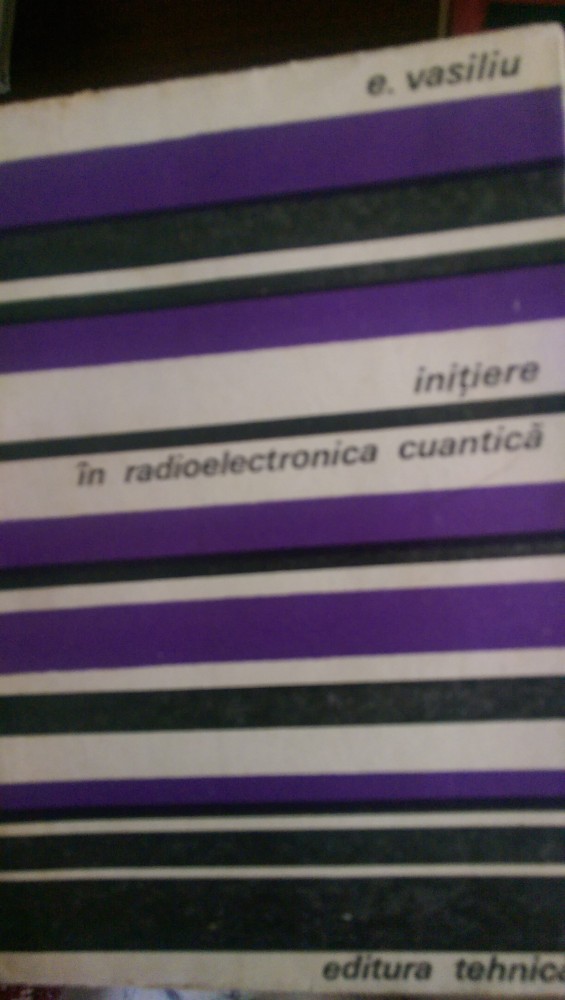 e. vasiliu
inițiere
în radioelectronica cuantică
editura tehnică